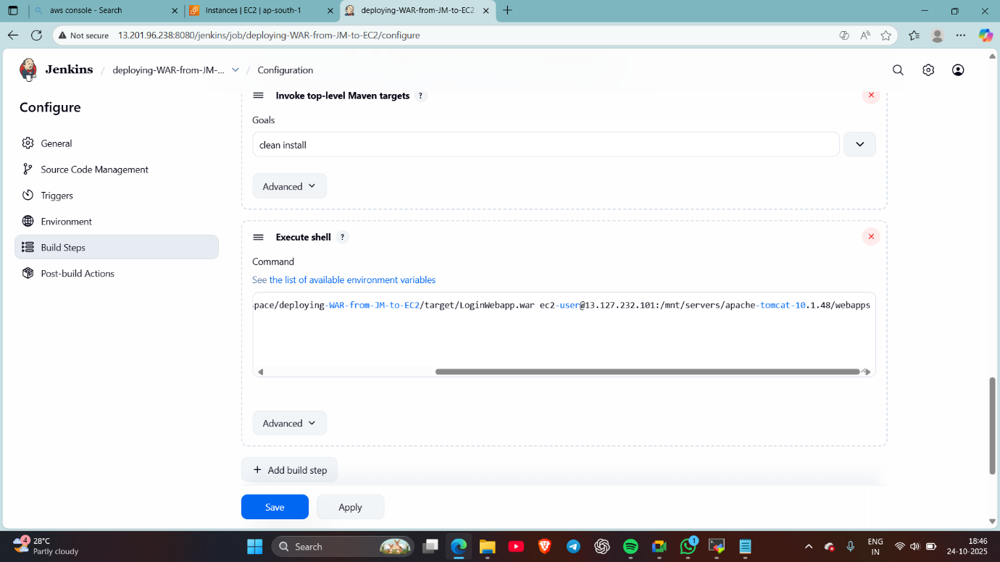 aws console - Search
Instances | EC2 | ap-south-1
deploying-WAR-from-JM-to-EC2
Not secure
13.201.96.238:8080/jenkins/job/deploying-WAR-from-JM-to-EC2/configure
Jenkins / deploying-WAR-from-JM-... / Configuration
Configure
General
Source Code Management
Triggers
Environment
Build Steps
Post-build Actions
Invoke top-level Maven targets ?
Goals
clean install
Advanced
Execute shell ?
Command
See the list of available environment variables
pace/deploying-WAR-from-JM-to-EC2/target/LoginWebapp.war ec2-user@13.127.232.101:/mnt/servers/apache-tomcat-10.1.48/webapps
Advanced
+ Add build step
Save
Apply
4
28°C
Partly cloudy
Search
1
ENG
IN
18:46
24-10-2025